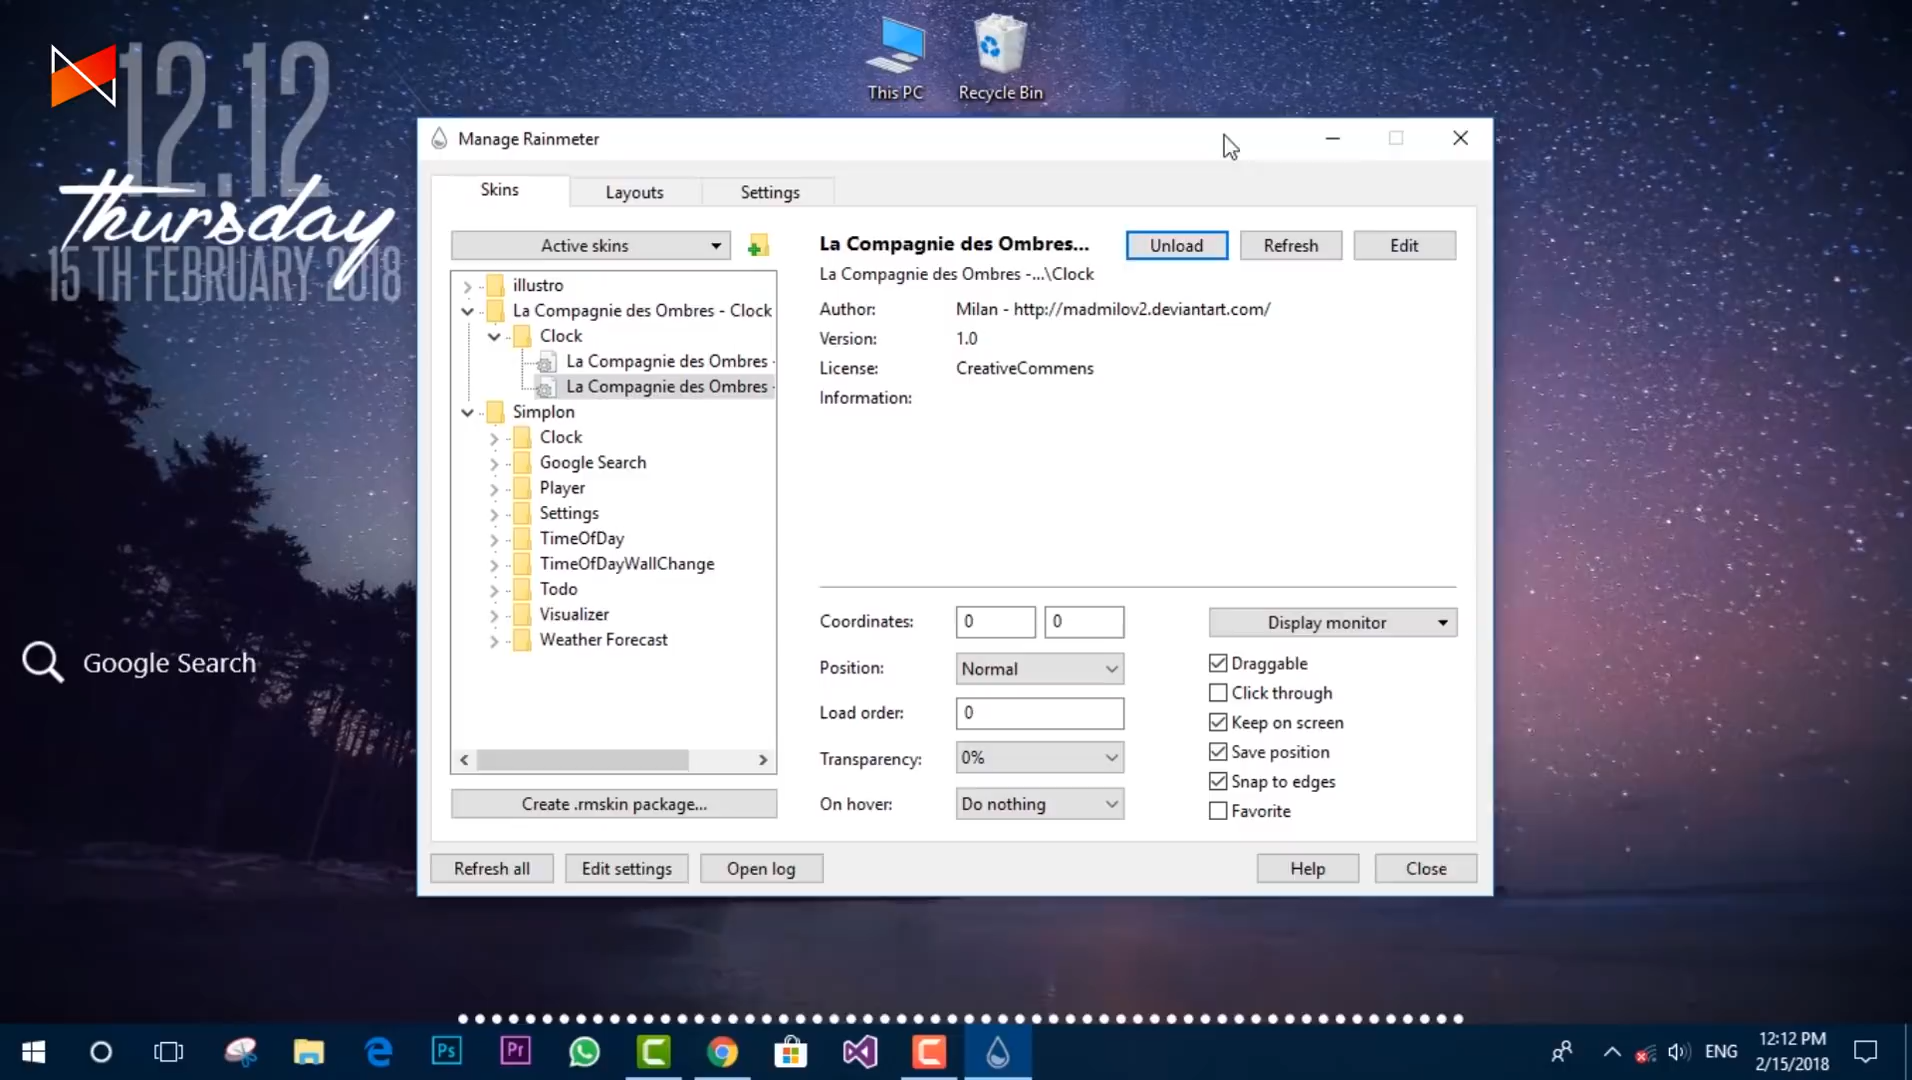 12:12
thursday
15 TH FEBRUARY 2018
This PC
Recycle Bin
Manage Rainmeter
Skins
Layouts
Settings
Active skins
illustro
La Compagnie des Ombres - Clock
Clock
La Compagnie des Ombres -
La Compagnie des Ombres -
Simplon
Clock
Google Search
Player
Settings
TimeOfDay
TimeOfDayWallChange
Todo
Visualizer
Weather Forecast
Create .rmskin package...
La Compagnie des Ombres...
Unload
Refresh
Edit
La Compagnie des Ombres -...\Clock
Author: Milan - http://madmilov2.deviantart.com/
Version: 1.0
License: CreativeCommens
Information:
Coordinates: 0 0
Display monitor
Position: Normal
Load order: 0
Transparency: 0%
On hover: Do nothing
Draggable
Click through
Keep on screen
Save position
Snap to edges
Favorite
Refresh all
Edit settings
Open log
Help
Close
Google Search
Ps
Pr
ENG
12:12 PM
2/15/2018